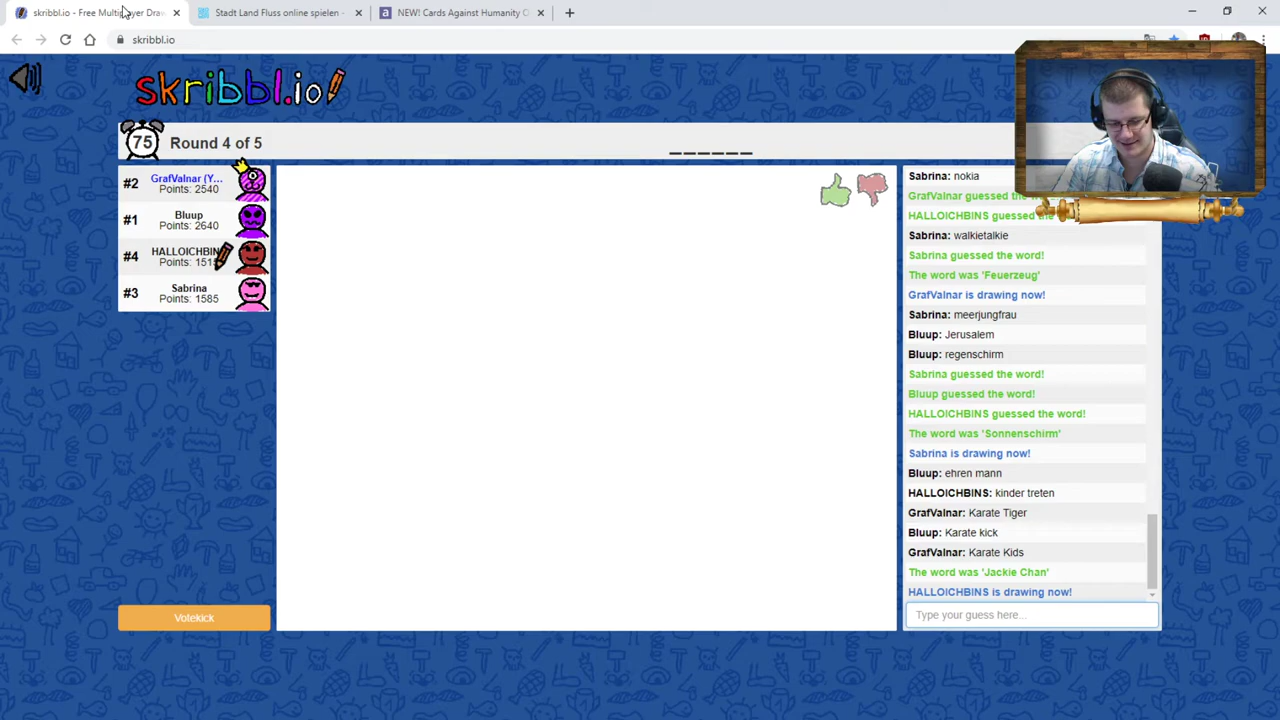 skribbl.io - Free Multiplayer Draw
Stadt Land Fluss online spielen -
NEW! Cards Against Humanity O
skribbl.io
skribbl.io
75
Round 4 of 5
______
#2
GrafValnar (Y...
Points: 2540
#1
Bluup
Points: 2640
#4
HALLOICHBIN
Points: 151
#3
Sabrina
Points: 1585
Votekick
Sabrina: nokia
GrafValnar guessed the
HALLOICHBINS guessed the
Sabrina: walkietalkie
Sabrina guessed the word!
The word was 'Feuerzeug'
GrafValnar is drawing now!
Sabrina: meerjungfrau
Bluup: Jerusalem
Bluup: regenschirm
Sabrina guessed the word!
Bluup guessed the word!
HALLOICHBINS guessed the word!
The word was 'Sonnenschirm'
Sabrina is drawing now!
Bluup: ehren mann
HALLOICHBINS: kinder treten
GrafValnar: Karate Tiger
Bluup: Karate kick
GrafValnar: Karate Kids
The word was 'Jackie Chan'
HALLOICHBINS is drawing now!
Type your guess here...